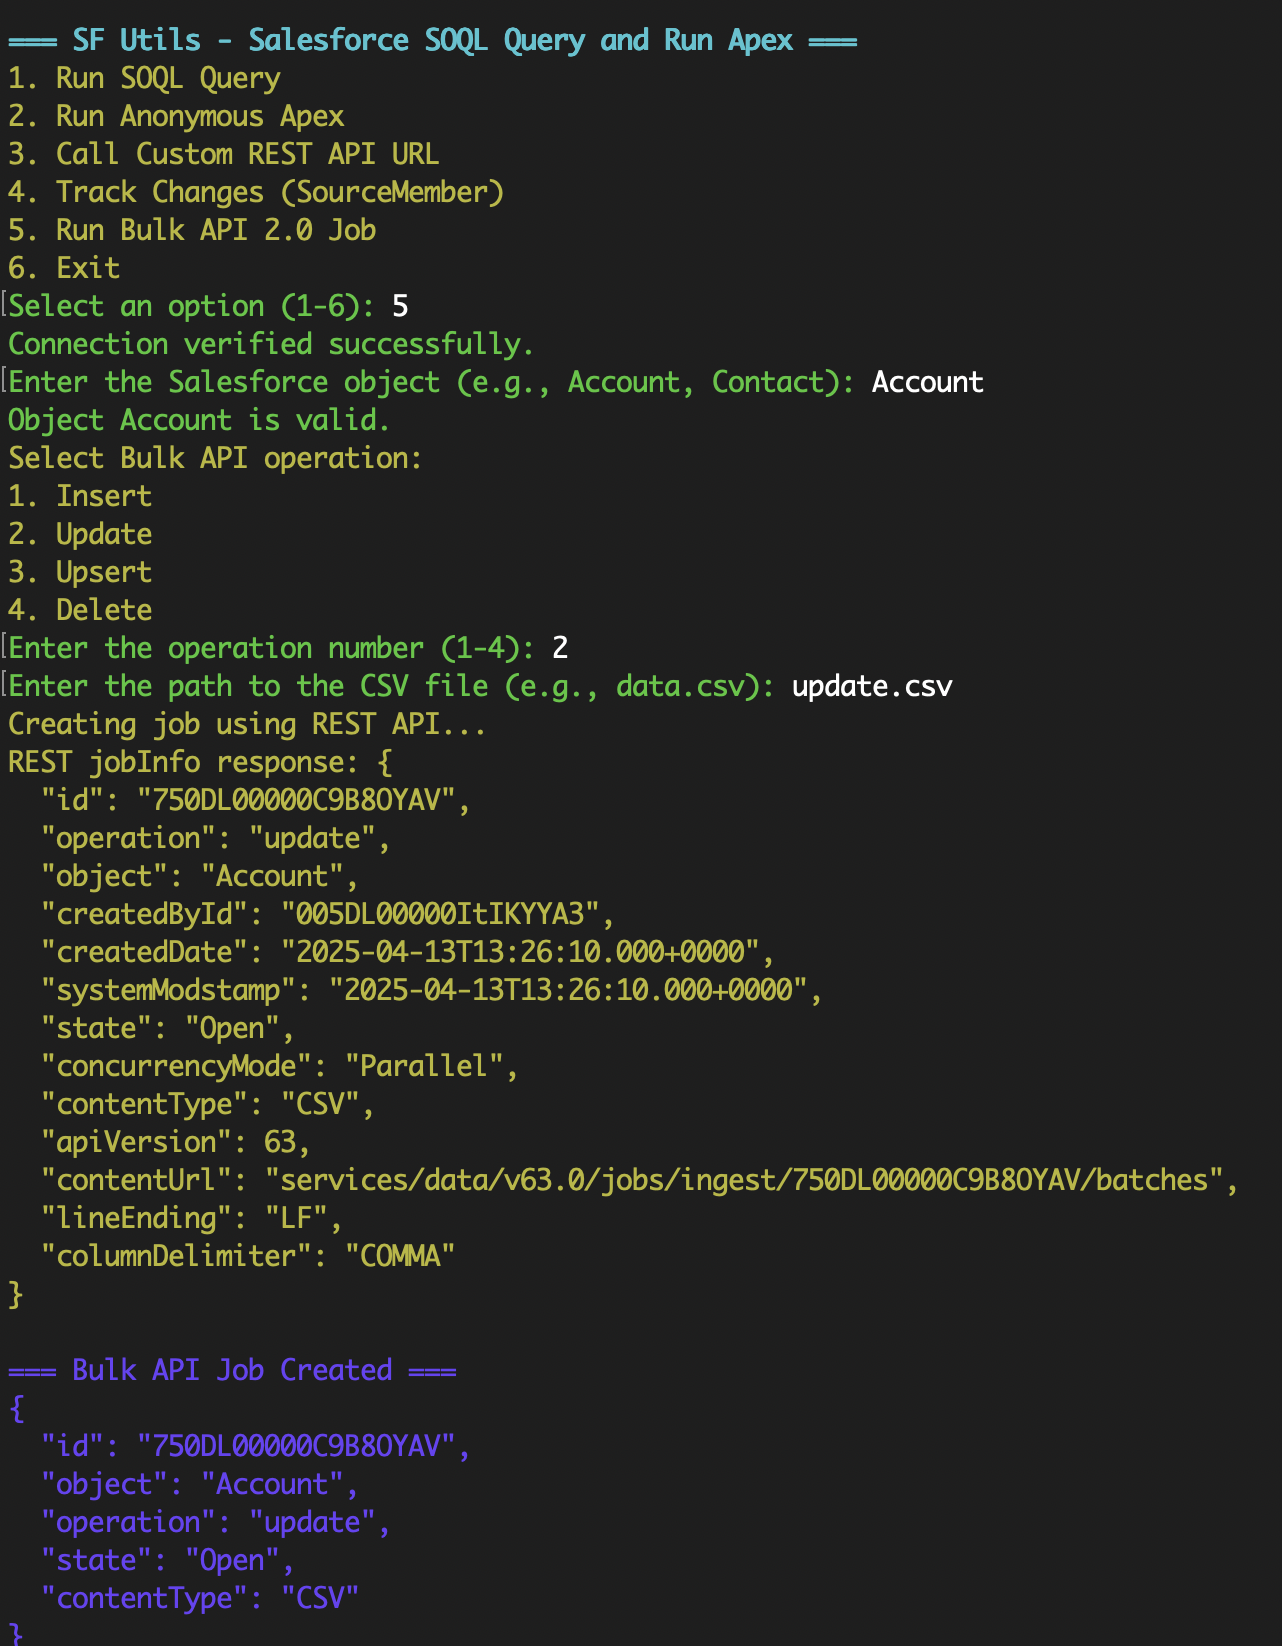 === SF Utils - Salesforce SOQL Query and Run Apex ===
1. Run SOQL Query
2. Run Anonymous Apex
3. Call Custom REST API URL
4. Track Changes (SourceMember)
5. Run Bulk API 2.0 Job
6. Exit
[Select an option (1-6): 5
Connection verified successfully.
[Enter the Salesforce object (e.g., Account, Contact): Account
Object Account is valid.
Select Bulk API operation:
1. Insert
2. Update
3. Upsert
4. Delete
[Enter the operation number (1-4): 2
[Enter the path to the CSV file (e.g., data.csv): update.csv
Creating job using REST API...
REST jobInfo response: {
  "id": "750DL00000C9B8OYAV",
  "operation": "update",
  "object": "Account",
  "createdById": "005DL00000ItIKYYA3",
  "createdDate": "2025-04-13T13:26:10.000+0000",
  "systemModstamp": "2025-04-13T13:26:10.000+0000",
  "state": "Open",
  "concurrencyMode": "Parallel",
  "contentType": "CSV",
  "apiVersion": 63,
  "contentUrl": "services/data/v63.0/jobs/ingest/750DL00000C9B8OYAV/batches",
  "lineEnding": "LF",
  "columnDelimiter": "COMMA"
}
=== Bulk API Job Created ===
{
  "id": "750DL00000C9B8OYAV",
  "object": "Account",
  "operation": "update",
  "state": "Open",
  "contentType": "CSV"
}